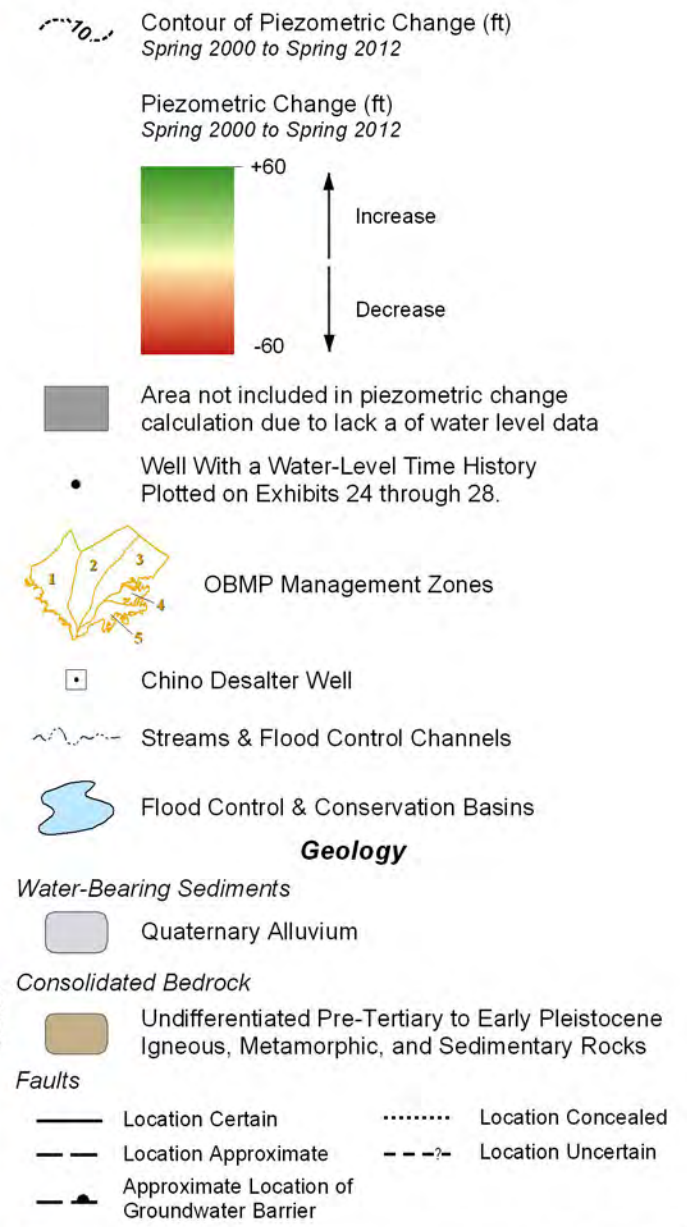 10
Contour of Piezometric Change (ft)
Spring 2000 to Spring 2012
Piezometric Change (ft)
Spring 2000 to Spring 2012
+60
Increase
Decrease
-60
Area not included in piezometric change
calculation due to lack a of water level data
Well With a Water-Level Time History
Plotted on Exhibits 24 through 28.
1
2
3
4
5
OBMP Management Zones
Chino Desalter Well
Streams & Flood Control Channels
Flood Control & Conservation Basins
Geology
Water-Bearing Sediments
Quaternary Alluvium
Consolidated Bedrock
Undifferentiated Pre-Tertiary to Early Pleistocene
Igneous, Metamorphic, and Sedimentary Rocks
Faults
Location Certain
Location Concealed
Location Approximate
?
Location Uncertain
Approximate Location of
Groundwater Barrier